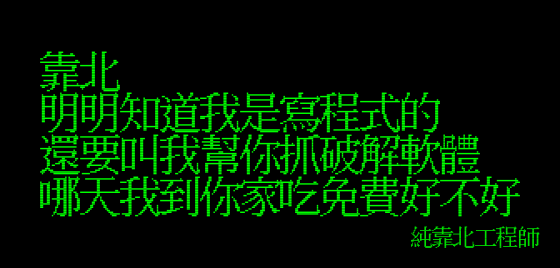 靠北
明明知道我是寫程式的
還要叫我幫你抓破解軟體
哪天我到你家吃免費好不好
純靠北工程師